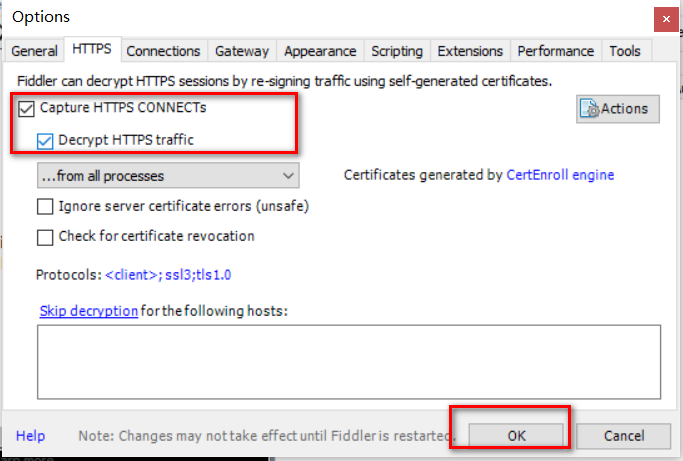 Options
General HTTPS Connections Gateway Appearance Scripting Extensions Performance Tools
Fiddler can decrypt HTTPS sessions by re-signing traffic using self-generated certificates.
Capture HTTPS CONNECTs
Actions
Decrypt HTTPS traffic
...from all processes
Certificates generated by CertEnroll engine
Ignore server certificate errors (unsafe)
Check for certificate revocation
Protocols: <client>;ssl3;tls1.0
Skip decryption for the following hosts:
Help
Note: Changes may not take effect until Fiddler is restarted.
OK
Cancel